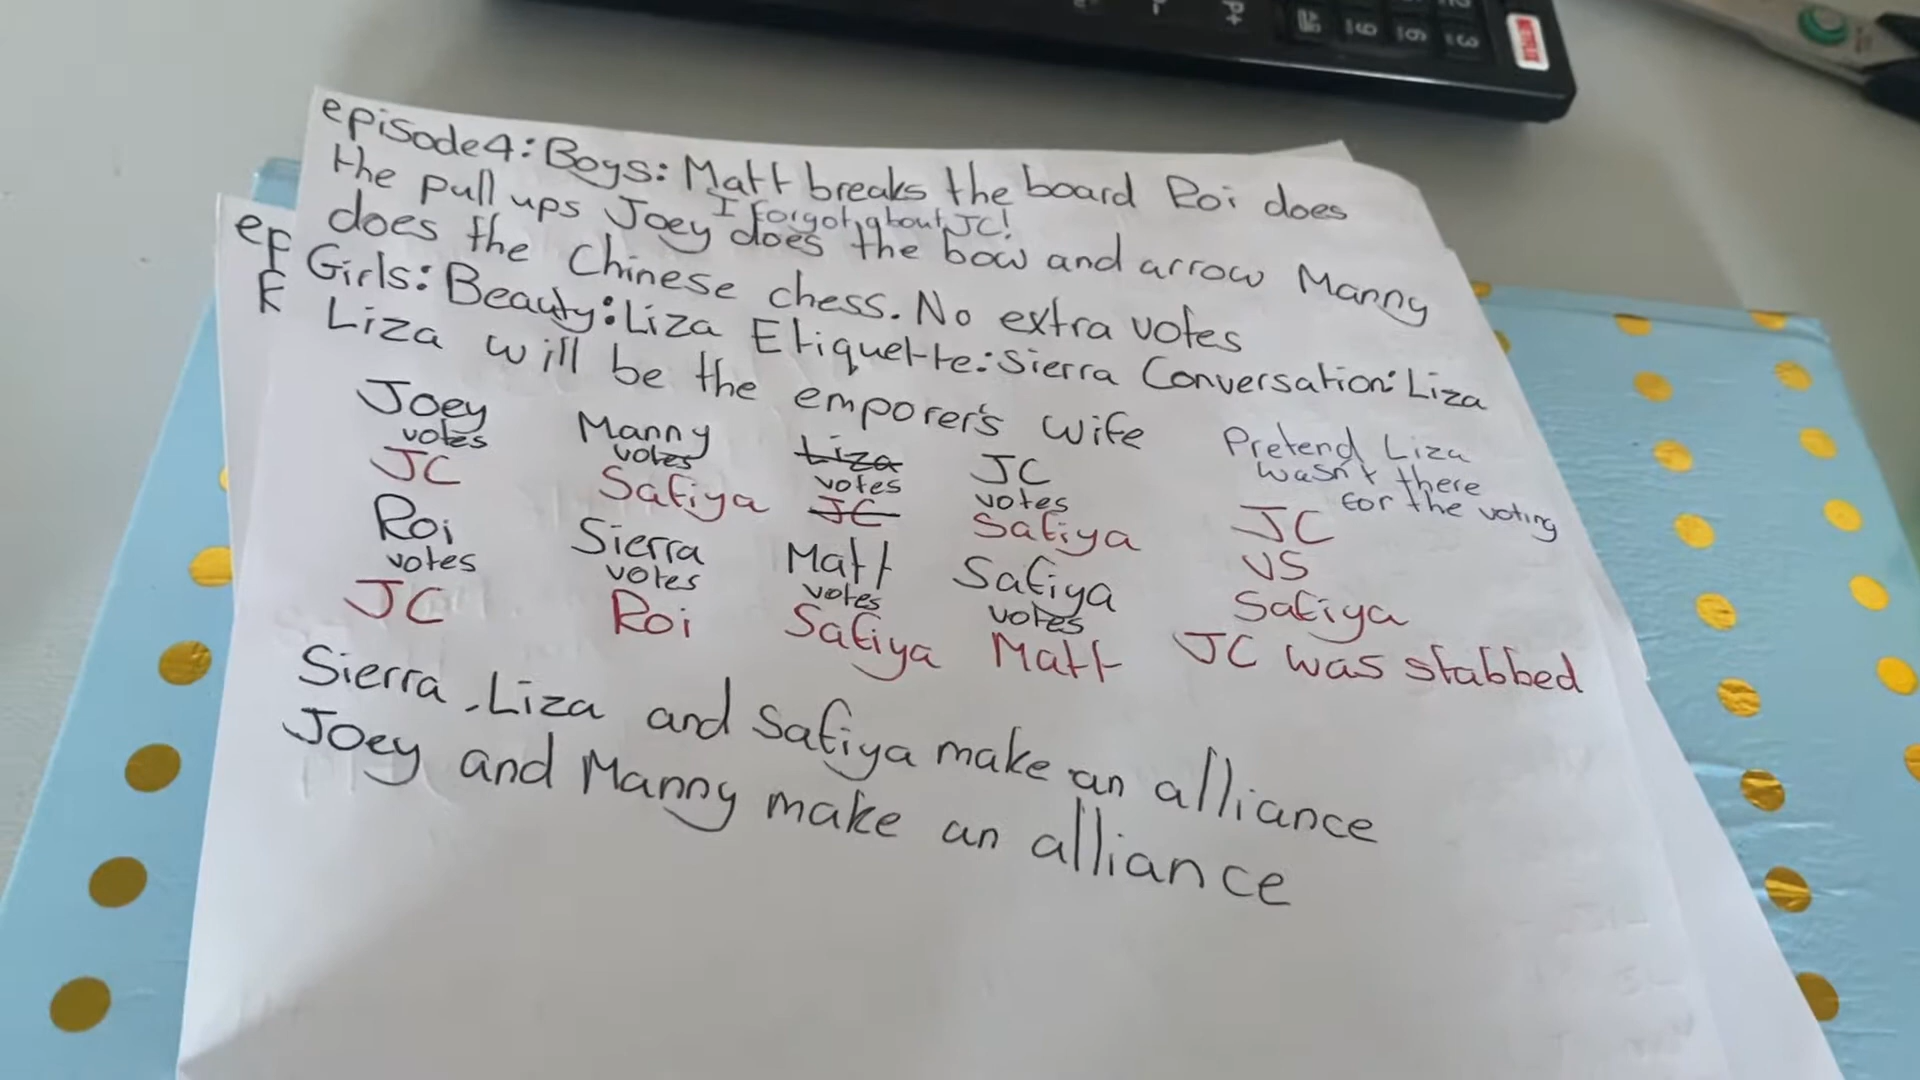 episode4: Boys: Matt breaks the board Roi does
the pull ups Joey does the bow and arrow Manny
I forgot about JC!
does the Chinese chess. No extra votes
Girls: Beauty: Liza Etiquette: Sierra Conversation: Liza
Liza will be the emporer's wife
Joey Manny Liza JC
votes votes votes votes
JC Safiya JC Safiya
Roi Sierra Matt Safiya
votes votes votes votes
JC Roi Safiya Matt
Pretend Liza
wasn't there
for the voting
JC
VS
Safiya
JC was stabbed
Sierra, Liza and Safiya make an alliance
Joey and Manny make an alliance
ep
F
NETFLIX
P+